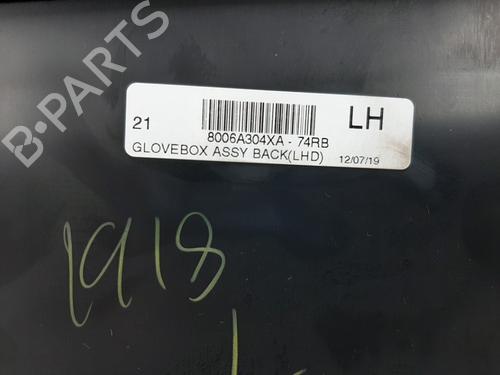 B-PARTS
21
LH
8006A304XA - 74RB
GLOVEBOX ASSY BACK(LHD) 12/07/19
1918